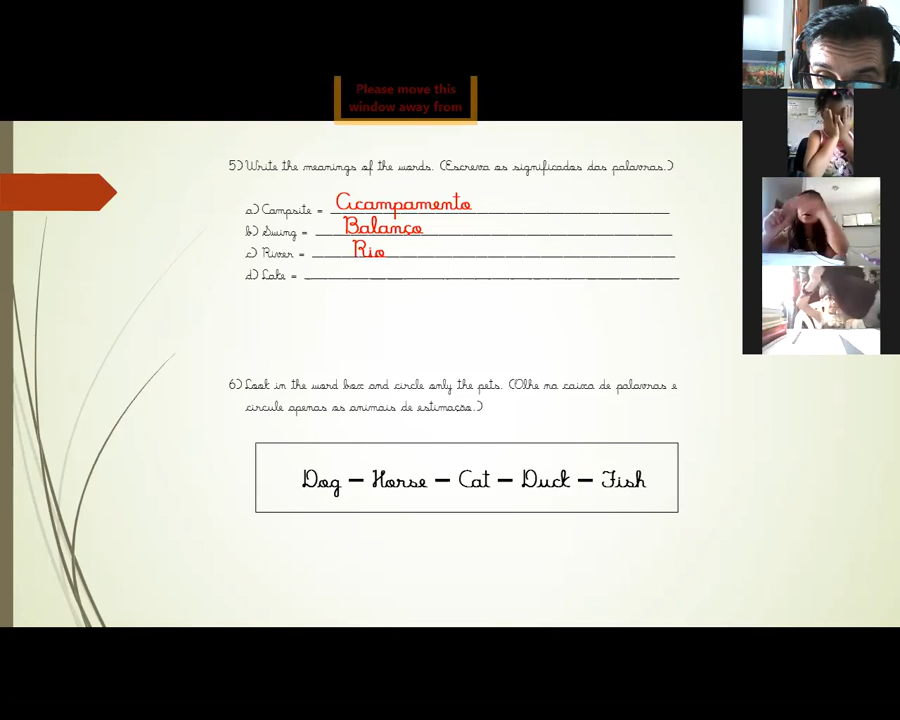 Please move this
window away from
5) Write the meanings of the words. (Escreva os significados das palavras.)
a) Campsite = Acampamento
b) Swing = Balanço
c) River = Rio
d) Lake =
6) Look in the word box and circle only the pets. (Olhe na caixa de palavras e
circule apenas os animais de estimação.)
Dog – Horse – Cat – Duck – Fish